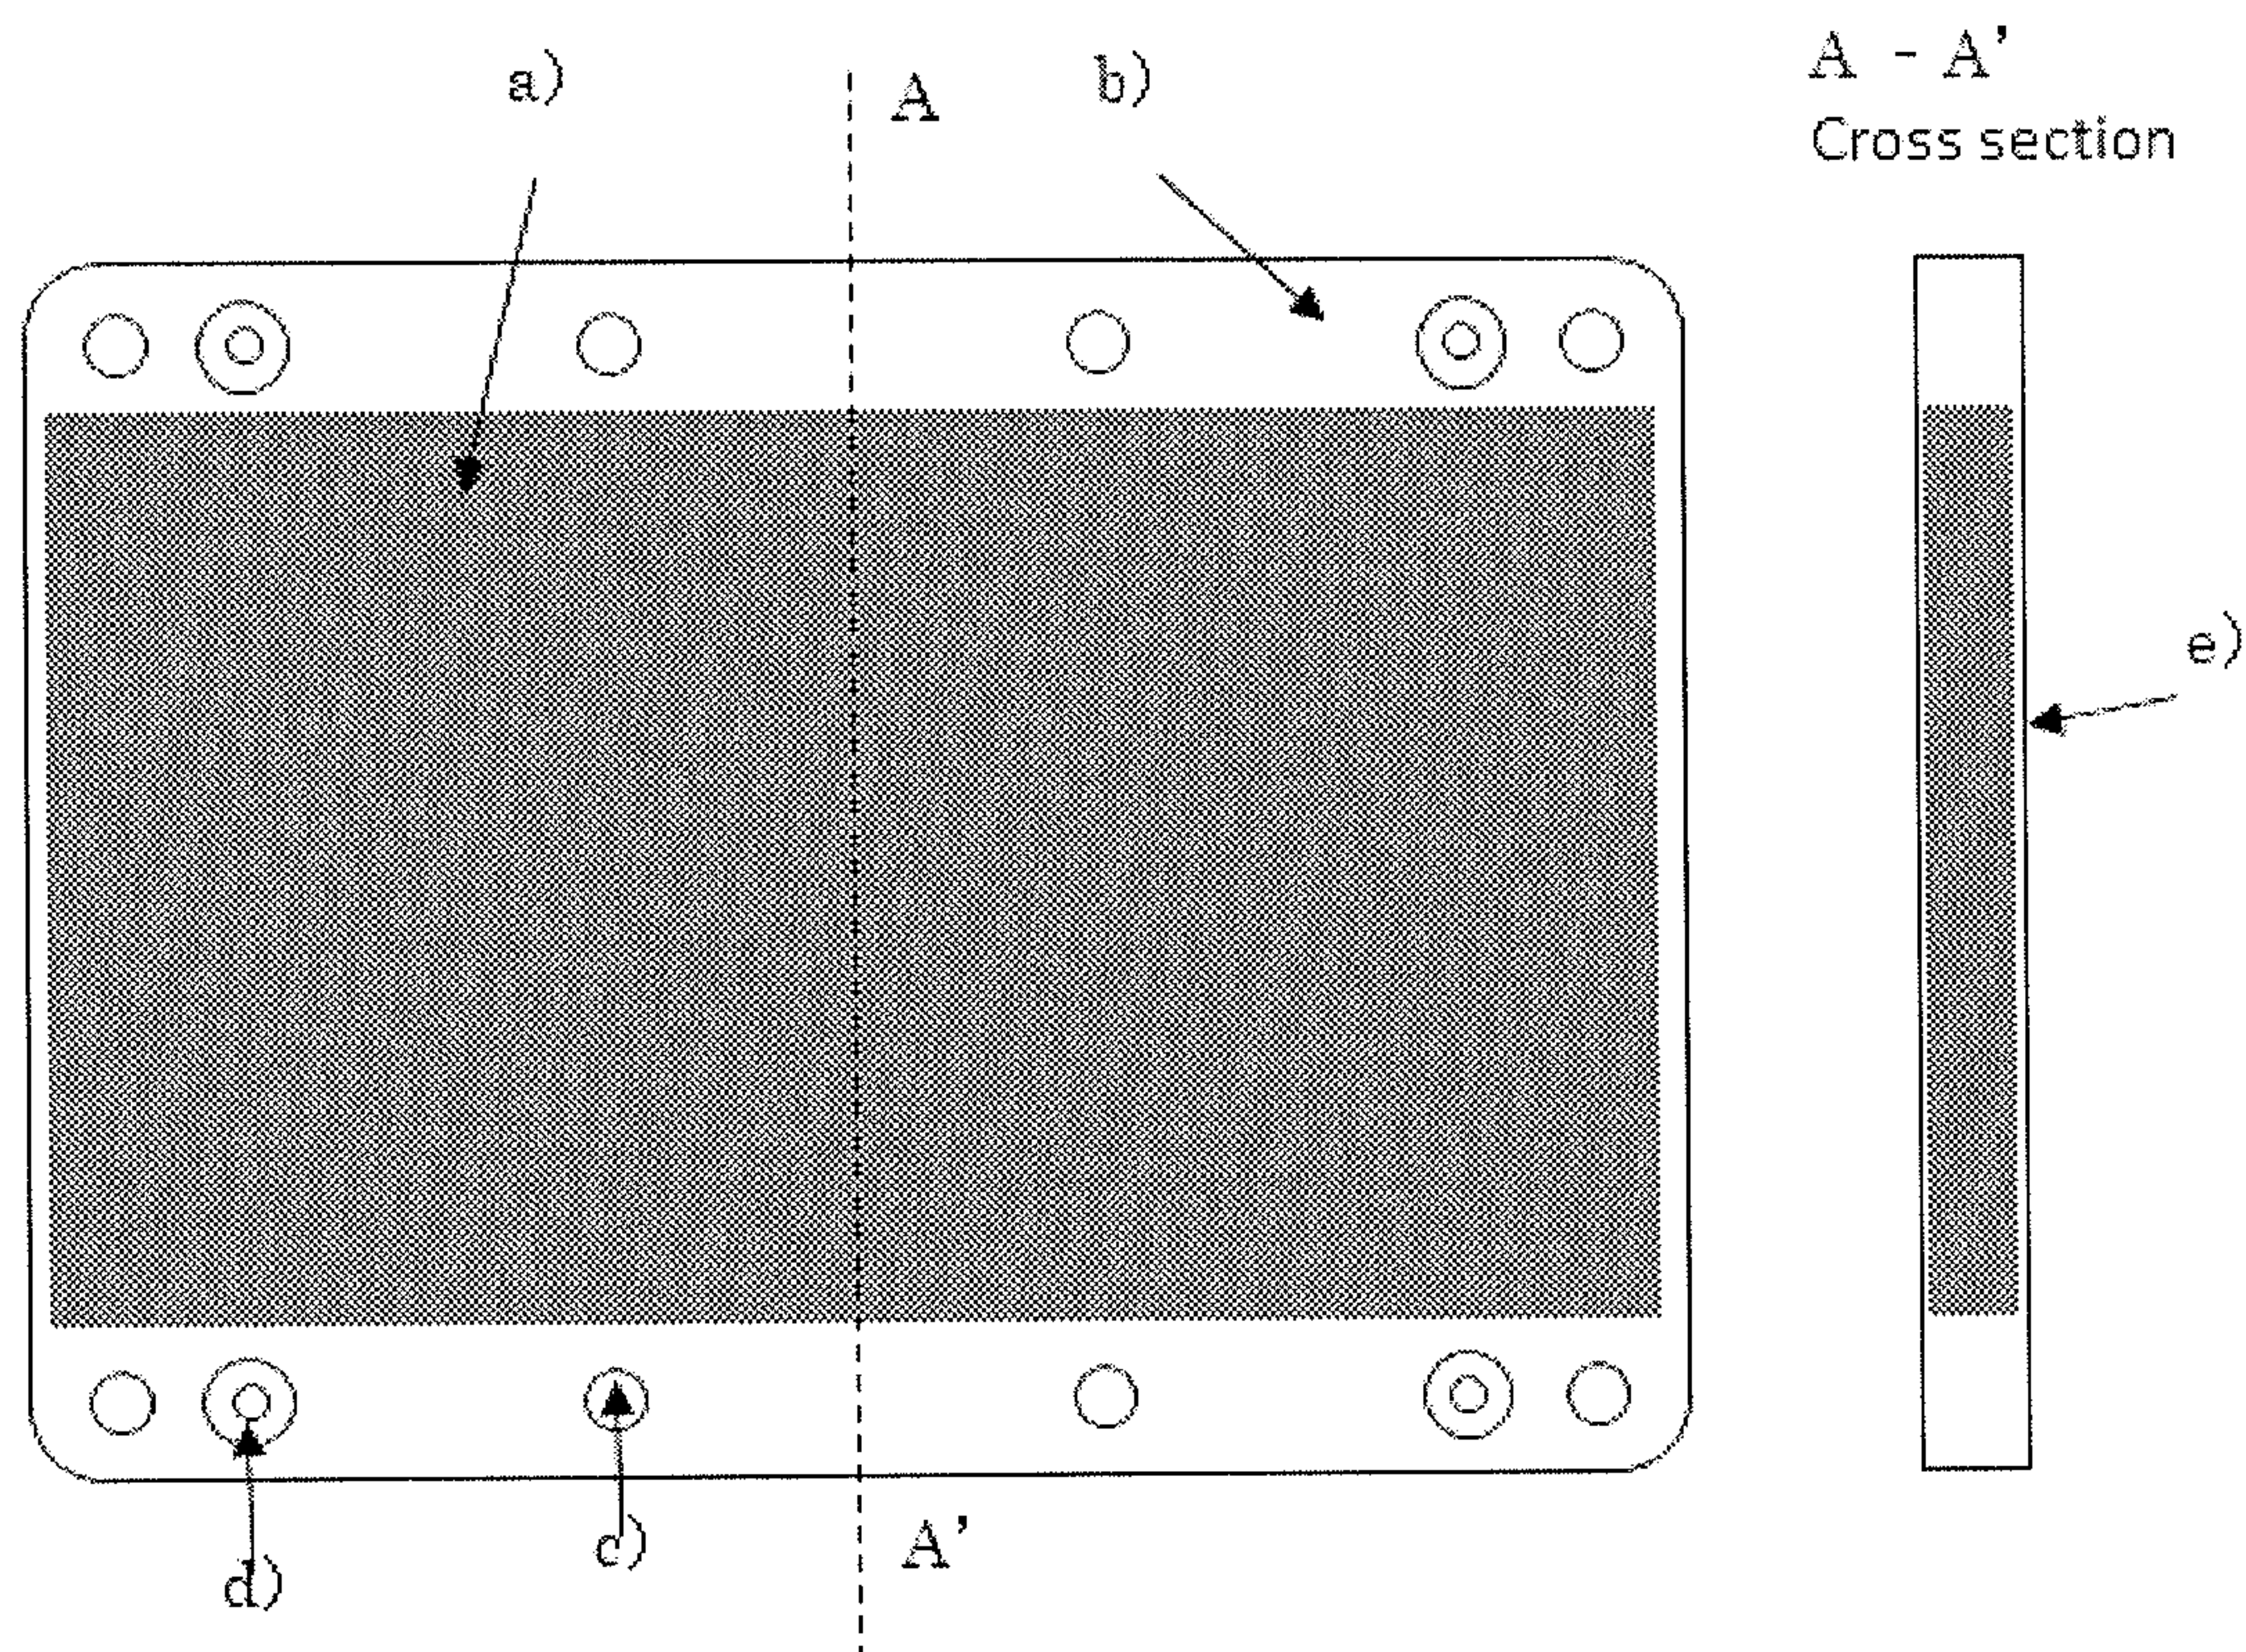 a)
A
b)
A - A'
Cross section
e)
c)
A'
d)